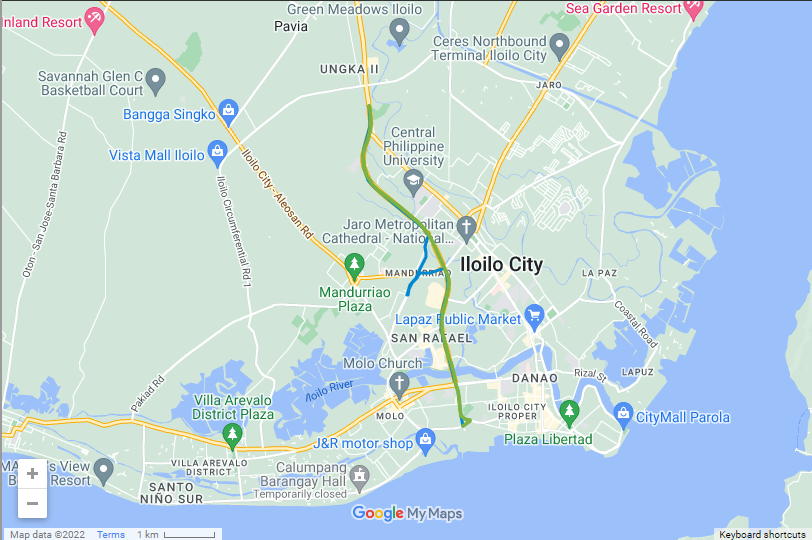 Green Meadows Iloilo
Sea Garden Resort
Inland Resort
Pavia
Ceres Northbound
Terminal Iloilo City
UNGKA II
Savannah Glen C
Basketball Court
JARO
Bangga Singko
Central
Philippine
University
Vista Mall Iloilo
Iloilo City - Aleosan Rd
Oton - San Jose-Santa Barbara Rd
Iloilo Circumferential Rd 1
Jaro Metropolitan
Cathedral - National...
Iloilo City
MANDURRIAO
LA PAZ
Mandurriao
Plaza
Lapaz Public Market
Coastal Road
SAN RAFAEL
Molo Church
Rizal St
LAPUZ
DANAO
Pakiad Rd
Iloilo River
Villa Arevalo
District Plaza
ILOILO CITY
PROPER
MOLO
CityMall Parola
Plaza Libertad
J&R motor shop
VILLA AREVALO
DISTRICT
Calumpang
Barangay Hall
Temporarily closed
View
Resort
SANTO
NIÑO SUR
+
−
Google My Maps
Map data ©2022 Terms 1 km
Keyboard shortcuts